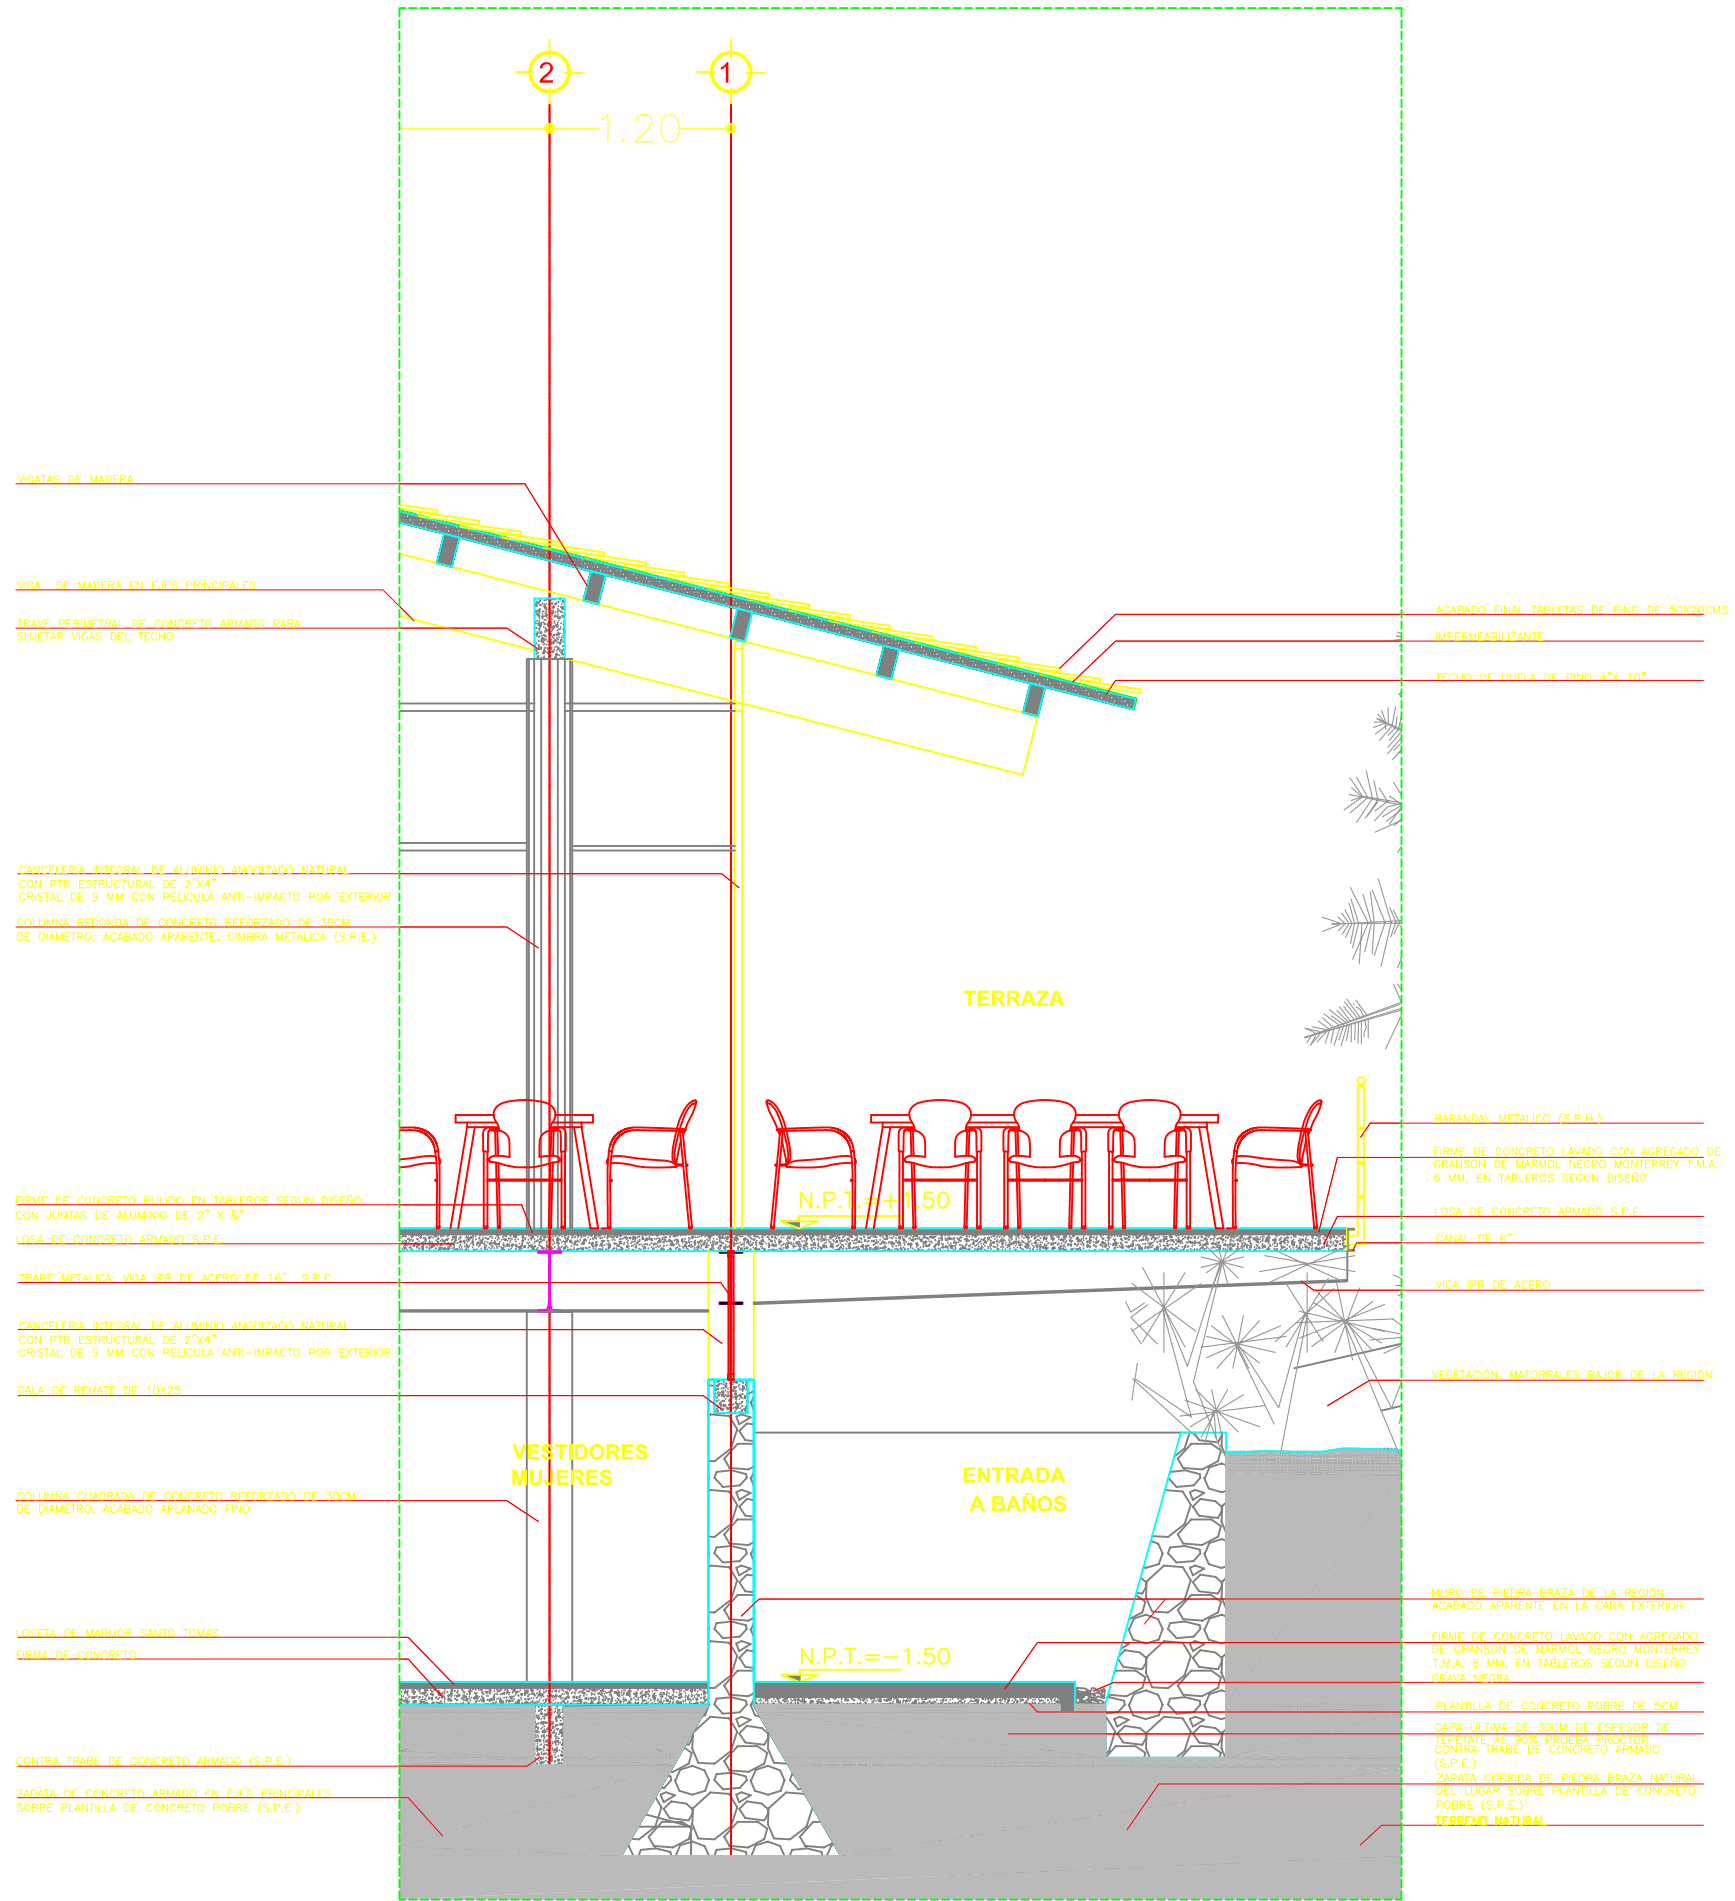 2
1
1.20
VIGATAS DE MADERA
VIGA DE MADERA EN EJES PRINCIPALES
TRAVE PERIMETRAL DE CONCRETO ARMADO PARA
SUJETAR VIGAS DEL TECHO
ACABADO FINAL TABLETAS DE PINO DE 50X20CMS
IMPERMEABILIZANTE
TECHO DE DUELA DE PINO 4"X 10"
CANCELERIA INTEGRAL DE ALUMINIO ANODIZADO NATURAL
CON PTR ESTRUCTURAL DE 2"X4"
CRISTAL DE 9 MM CON PELICULA ANTI-IMPACTO POR EXTERIOR
COLUMNA REDONDA DE CONCRETO REFORZADO DE 30CM
DE DIAMETRO, ACABADO APARENTE, CIMBRA METALICA (S.P.E.)
TERRAZA
BARANDAL METALICO (S.P.H.)
FIRME DE CONCRETO LAVADO CON AGREGADO DE
GRANSON DE MARMOL NEGRO MONTERREY T.M.A.
6 MM, EN TABLEROS SEGUN DISEÑO
FIRME DE CONCRETO PULIDO EN TABLEROS SEGUN DISEÑO
CON JUNTAS DE ALUMINIO DE 2" X ¼"
N.P.T.=+1.50
LOSA DE CONCRETO ARMADO S.P.E.
LOSA DE CONCRETO ARMADO S.P.E.
CANAL DE 6"
TRABE METALICA, VIGA IPR DE ACERO DE 16" S.P.E.
VIGA IPR DE ACERO
CANCELERIA INTEGRAL DE ALUMINIO ANODIZADO NATURAL
CON PTR ESTRUCTURAL DE 2"X4"
CRISTAL DE 9 MM CON PELICULA ANTI-IMPACTO POR EXTERIOR
DALA DE REMATE DE 10X25
VEGETACIÓN, MATORRALES BAJOR DE LA REGIÓN
VESTIDORES
MUJERES
ENTRADA
A BAÑOS
COLUMNA CUADRADA DE CONCRETO REFORZADO DE 30CM
DE DIAMETRO, ACABADO APLANADO FINO
MURO DE PIEDRA BRAZA DE LA REGIÓN
ACABADO APARENTE EN LA CARA EXTERIOR
LOSETA DE MARMOR SANTO TOMAS
FIRMA DE CONCRETO
N.P.T.=-1.50
FIRME DE CONCRETO LAVADO CON AGREGADO
DE GRANSON DE MARMOL NEGRO MONTERREY
T.M.A. 6 MM, EN TABLEROS SEGUN DISEÑO
GRAVA NEGRA
PLANTILLA DE CONCRETO POBRE DE 5CM
CAPA ULTIMA DE 30CM DE ESPESOR DE
TEPETATE AL 90% PRUEBA PROCTOR
CONTRA TRABE DE CONCRETO ARMADO
(S.P.E.)
CONTRA TRABE DE CONCRETO ARMADO (S.P.E.)
ZAPATA DE CONCRETO ARMADO EN EJES PRINCIPALES
SOBRE PLANTILLA DE CONCRETO POBRE (S.P.E.)
ZAPATA CORRIDA DE PIEDRA BRAZA NATURAL
DEL LUGAR SOBRE PLANTILLA DE CONCRETO
POBRE (S.P.E.)
TERRENO NATURAL